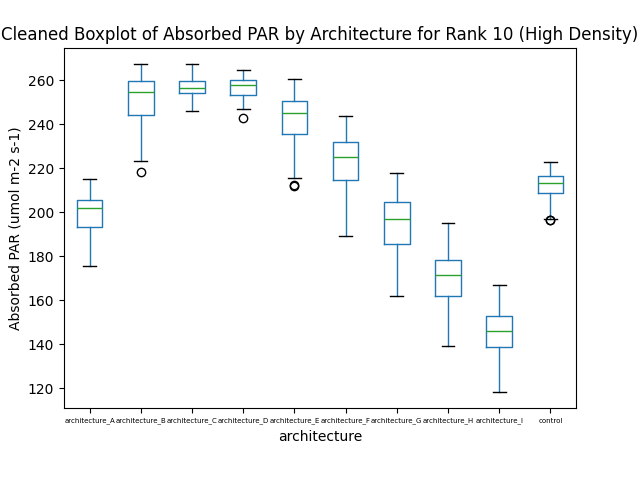 Cleaned Boxplot of Absorbed PAR by Architecture for Rank 10 (High Density)
Absorbed PAR (umol m-2 s-1)
260
240
220
200
180
160
140
120
architecture_A architecture_B architecture_C architecture_D architecture_E architecture_F architecture_G architecture_H architecture_I control
architecture